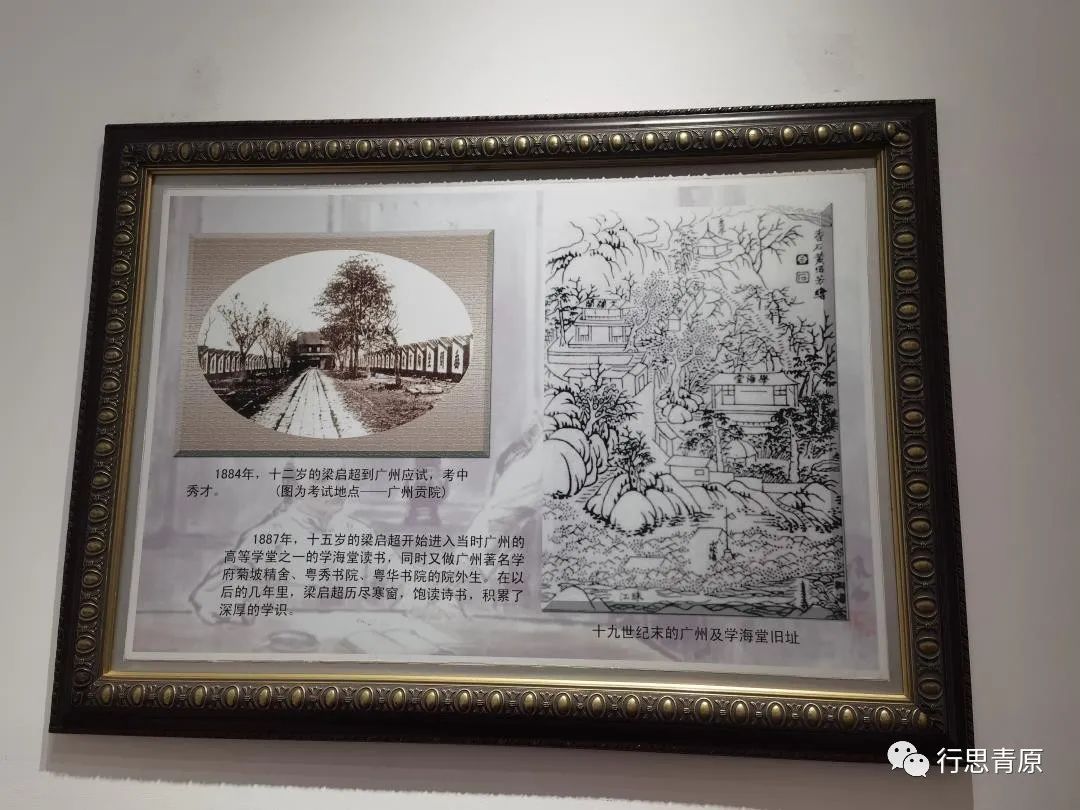 1884年，十二岁的梁启超到广州应试，考中
秀才。 （图为考试地点——广州贡院）
1887年，十五岁的梁启超开始进入当时广州的
高等学堂之一的学海堂读书，同时又做广州著名学
府菊坡精舍、粤秀书院、粤华书院的院外生。在以
后的几年里，梁启超历尽寒窗，饱读诗书，积累了
深厚的学识。
文瀾閣
堂海學
江珠
十九世纪末的广州及学海堂旧址
行思青原